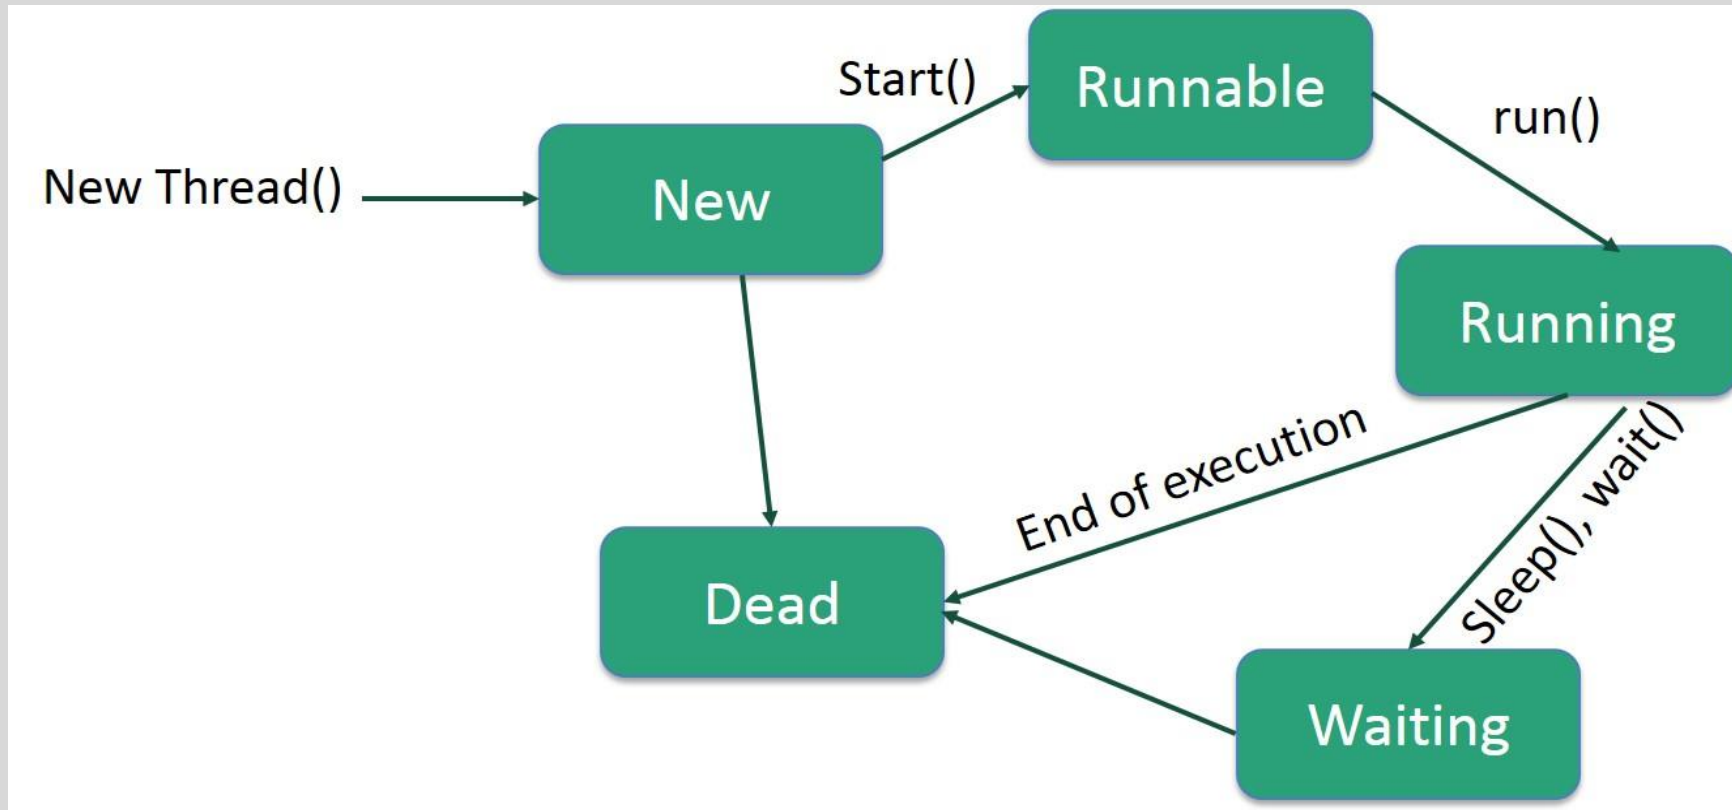 Start()
Runnable
run()
New Thread()
New
Running
End of execution
Sleep(), wait()
Dead
Waiting